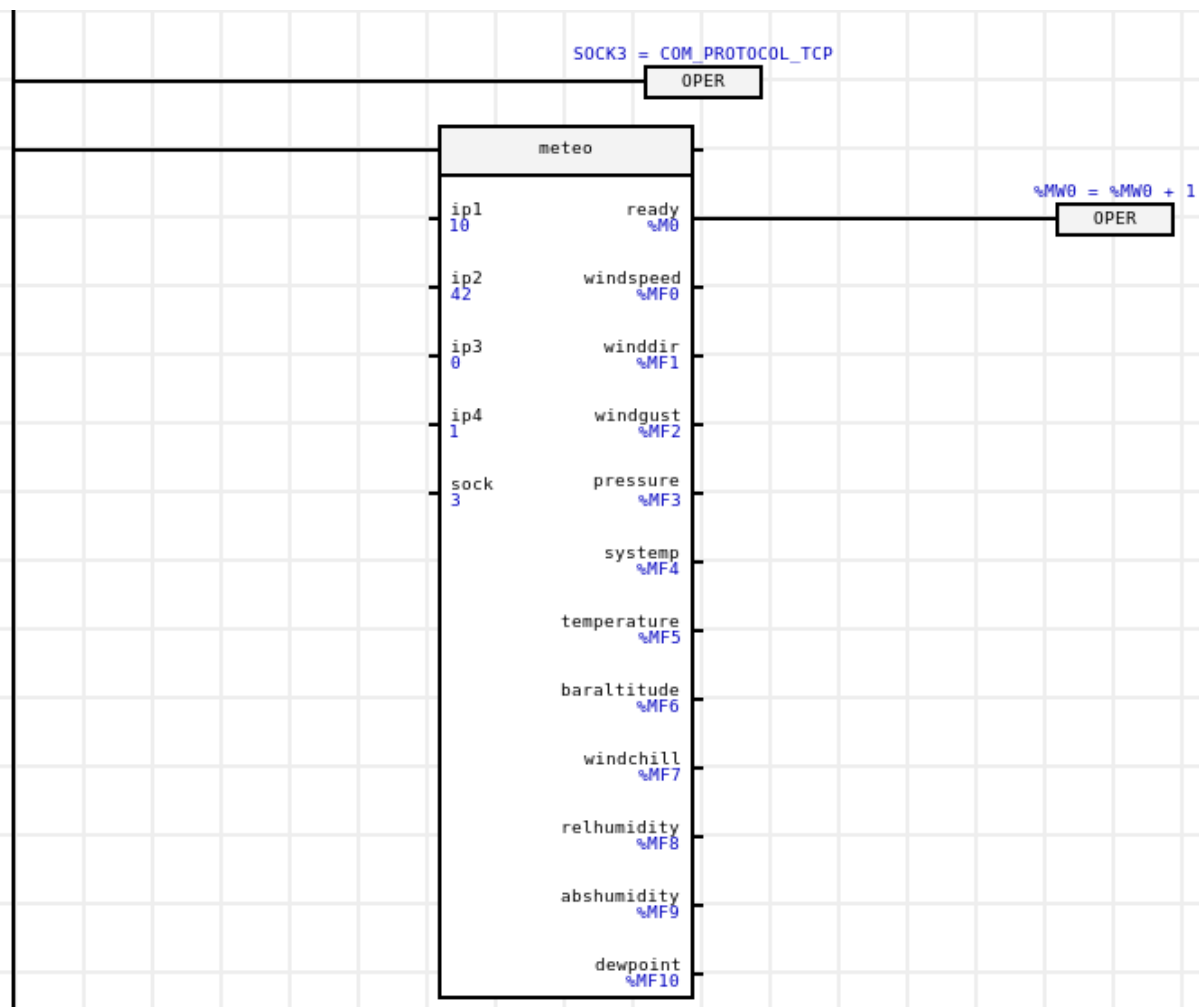 SOCK3 = COM_PROTOCOL_TCP
OPER
meteo
%MW0 = %MW0 + 1
OPER
ip1 ready
10 %M0
ip2 windspeed
42 %MF0
ip3 winddir
0 %MF1
ip4 windgust
1 %MF2
sock pressure
3 %MF3
systemp
%MF4
temperature
%MF5
baraltitude
%MF6
windchill
%MF7
relhumidity
%MF8
abshumidity
%MF9
dewpoint
%MF10